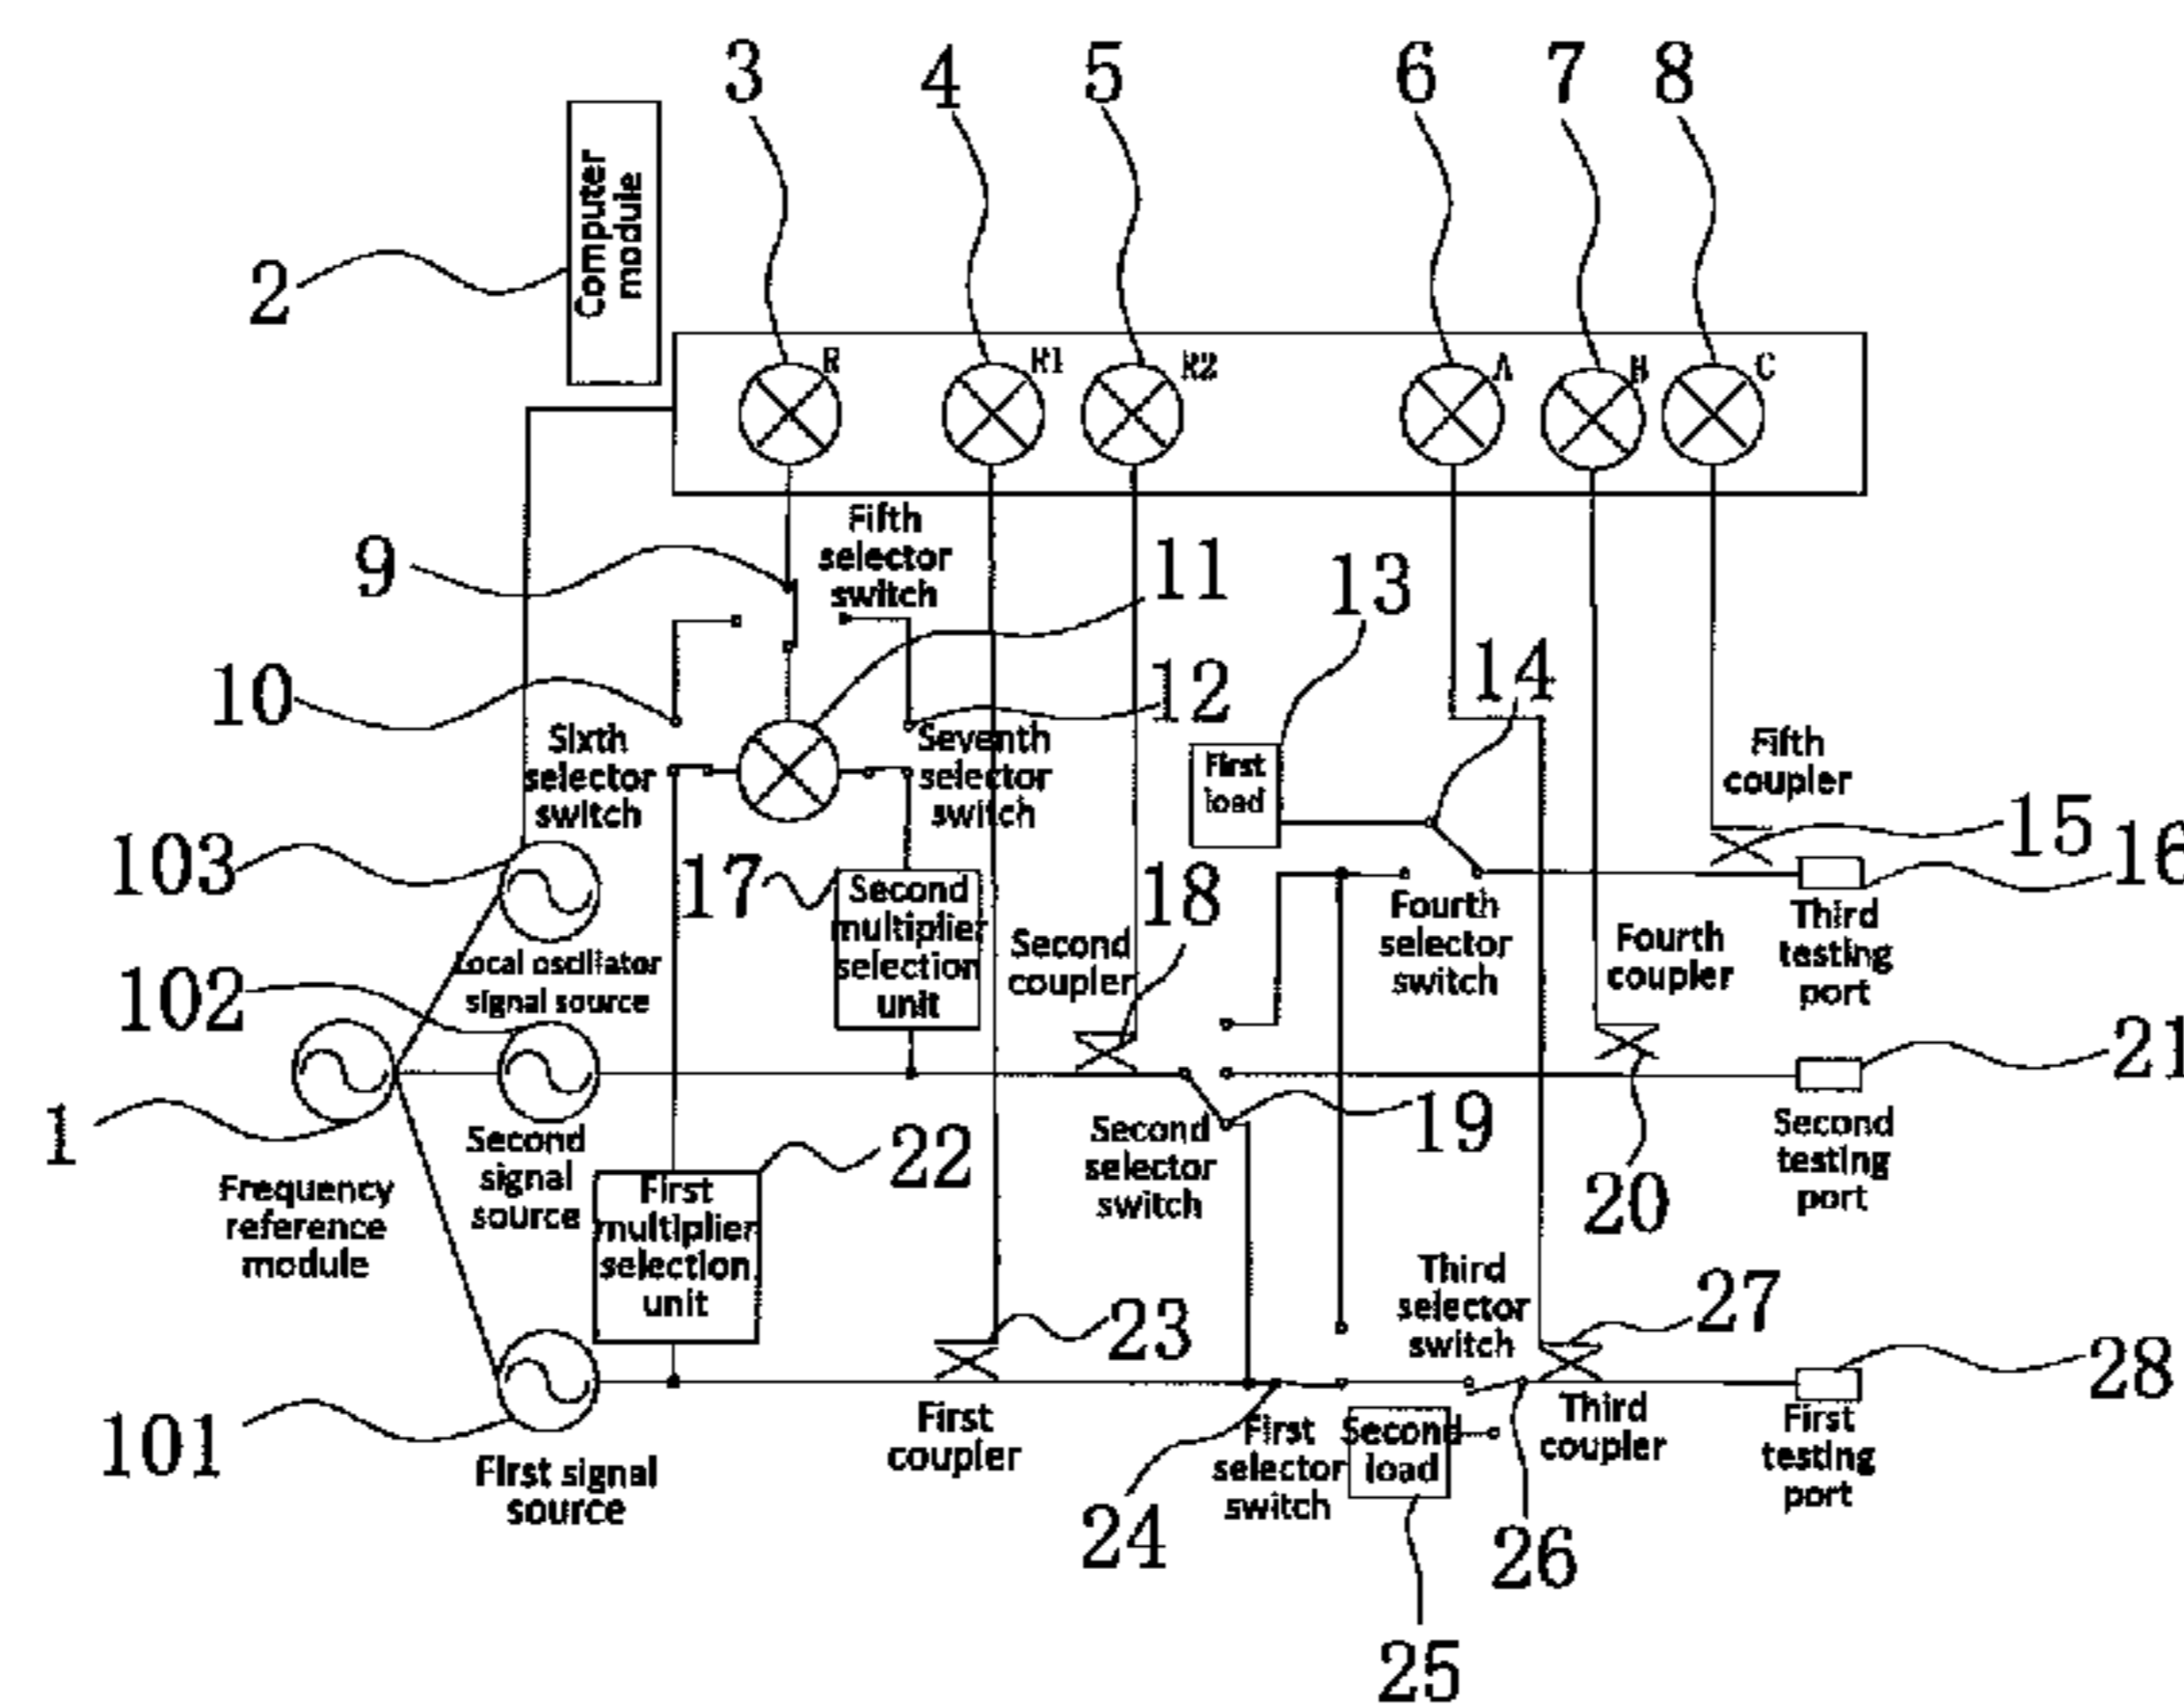 3
4
5
6
7
8
Computer
module
2
R
R1
R2
A
B
C
9
Fifth
selector
switch
11
13
10
12
14
Sixth
selector
switch
Seventh
selector
switch
First
load
Fifth
coupler
103
17
18
15
16
Second
multiplier
selection
unit
Second
coupler
Fourth
selector
switch
Fourth
coupler
Third
testing
port
Local oscillator
signal source
102
21
1
Second
signal
source
22
Second
selector
switch
19
20
Second
testing
port
Frequency
reference
module
First
multiplier
selection
unit
Third
selector
switch
27
23
28
101
First signal
source
First
coupler
24
First
selector
switch
Second
load
Third
coupler
First
testing
port
26
25